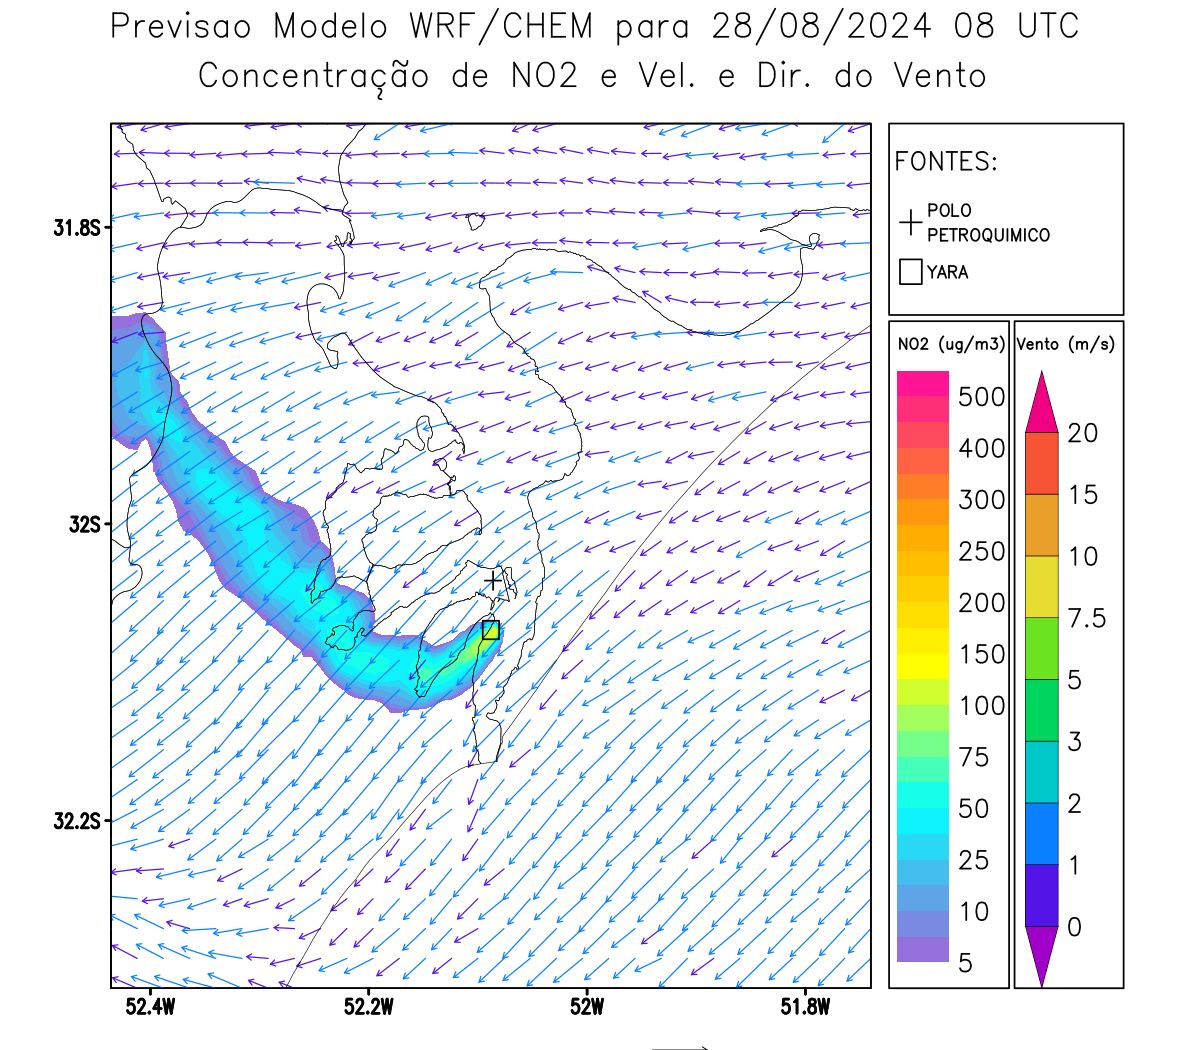 Previsao Modelo WRF/CHEM para 28/08/2024 08 UTC
Concentração de NO2 e Vel. e Dir. do Vento
FONTES:
POLO
PETROQUIMICO
YARA
NO2 (ug/m3)
500
400
300
250
200
150
100
75
50
25
10
5
Vento (m/s)
20
15
10
7.5
5
3
2
1
0
31.8S
32S
32.2S
52.4W
52.2W
52W
51.8W